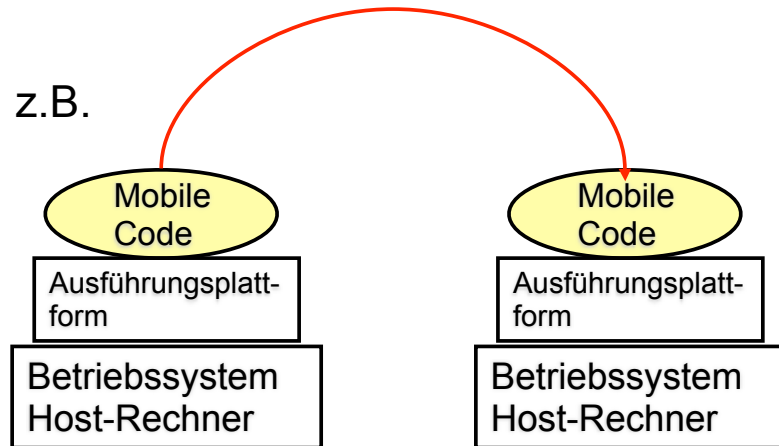 z.B.
Mobile
Code
Ausführungsplatt-
form
Betriebssystem
Host-Rechner
Mobile
Code
Ausführungsplatt-
form
Betriebssystem
Host-Rechner